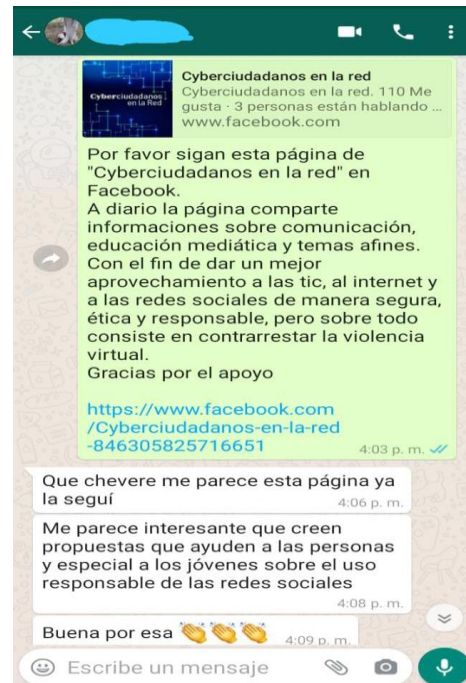 Cyberciudadanos
en la Red
Cyberciudadanos en la red
Cyberciudadanos en la red. 110 Me
gusta · 3 personas están hablando ...
www.facebook.com
Por favor sigan esta página de
"Cyberciudadanos en la red" en
Facebook.
A diario la página comparte
informaciones sobre comunicación,
educación mediática y temas afines.
Con el fin de dar un mejor
aprovechamiento a las tic, al internet y
a las redes sociales de manera segura,
ética y responsable, pero sobre todo
consiste en contrarrestar la violencia
virtual.
Gracias por el apoyo
https://www.facebook.com
/Cyberciudadanos-en-la-red
-846305825716651
4:03 p. m.
Que chevere me parece esta página ya
la seguí
4:06 p. m.
Me parece interesante que creen
propuestas que ayuden a las personas
y especial a los jóvenes sobre el uso
responsable de las redes sociales
4:08 p. m.
Buena por esa 👏👏👏
4:09 p. m.
Escribe un mensaje